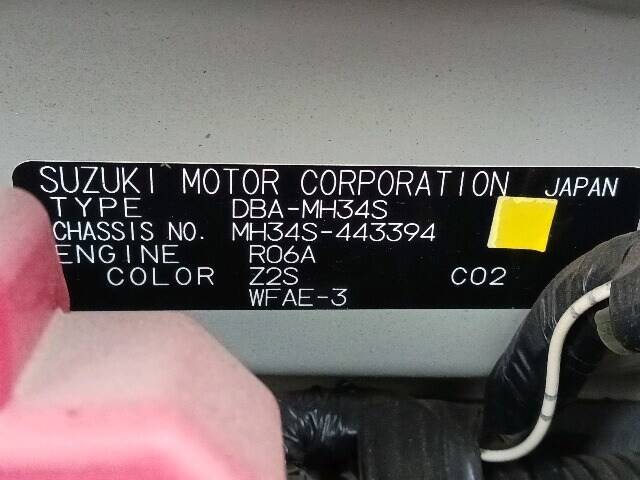 SUZUKI MOTOR CORPORATION JAPAN
TYPE DBA-MH34S
CHASSIS NO. MH34S-443394
ENGINE R06A
COLOR Z2S C02
WFAE-3